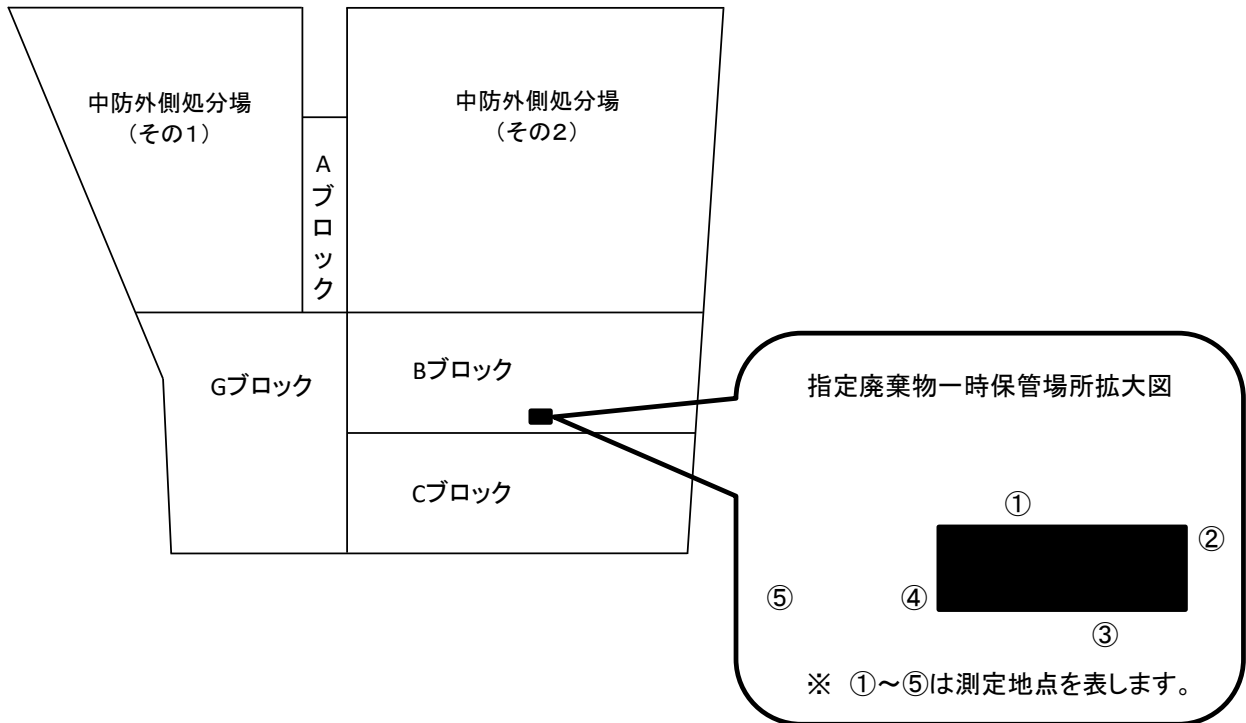 中防外側処分場
（その１）
中防外側処分場
（その２）
Aブロック
Gブロック
Bブロック
Cブロック
指定廃棄物一時保管場所拡大図
①
②
⑤
④
③
※ ①～⑤は測定地点を表します。